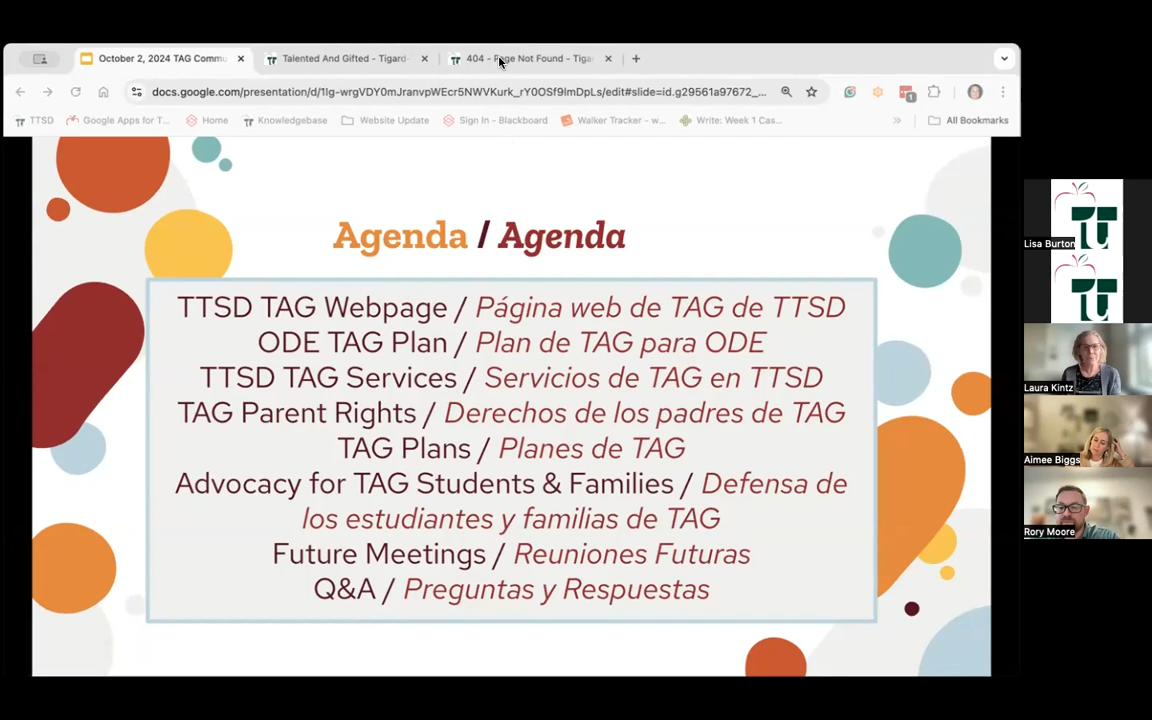 October 2, 2024 TAG Commu
Talented And Gifted - Tigard-
404 - Page Not Found - Tiga
docs.google.com/presentation/d/1Ig-wrgVDY0mJranvpWEcr5NWVKurk_rY0OSf9ImDpLs/edit#slide=id.g29561a97672_...
1
TTSD
Google Apps for T...
Home
Knowledgebase
Website Update
Sign In - Blackboard
Walker Tracker - w...
Write: Week 1 Cas...
All Bookmarks
Agenda / Agenda
TTSD TAG Webpage / Página web de TAG de TTSD
ODE TAG Plan / Plan de TAG para ODE
TTSD TAG Services / Servicios de TAG en TTSD
TAG Parent Rights / Derechos de los padres de TAG
TAG Plans / Planes de TAG
Advocacy for TAG Students & Families / Defensa de
los estudiantes y familias de TAG
Future Meetings / Reuniones Futuras
Q&A / Preguntas y Respuestas
Lisa Burton
Laura Kintz
Aimee Biggs
Rory Moore